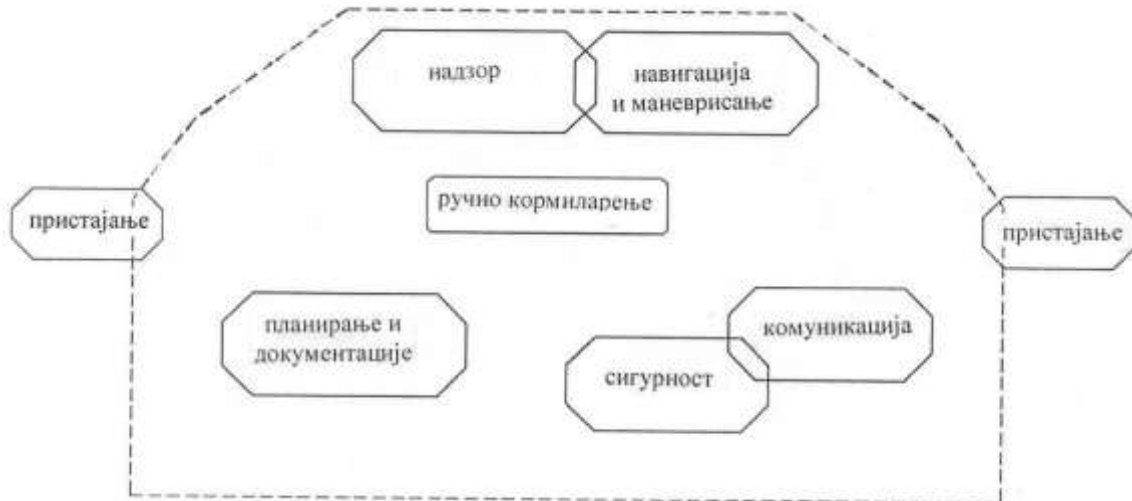 надзор
навигација
и маневрисање
ручно кормиларење
пристајање
пристајање
планирање и
документације
комуникација
сигурност